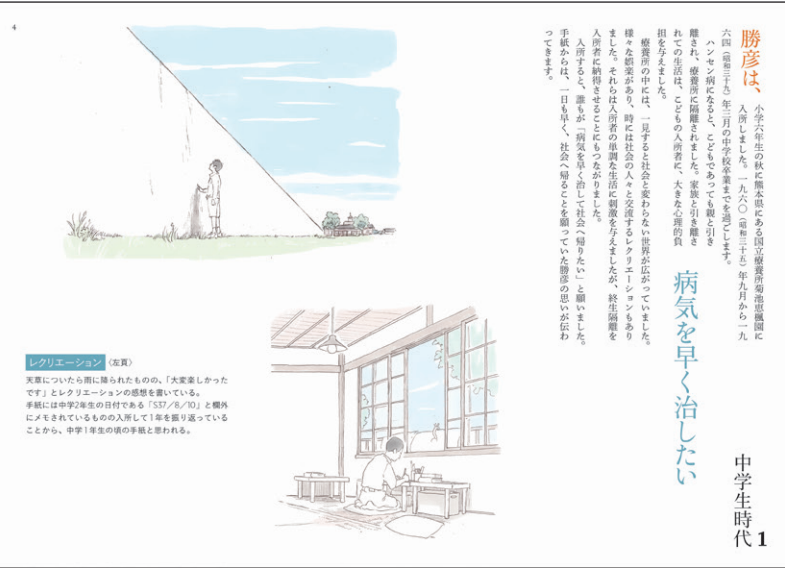 中学生時代 1
病気を早く治したい
勝彦は、
小学六年生の秋に熊本県にある国立療養所菊池恵楓園に
入所しました。一九六〇（昭和三十五）年九月から一九
六四（昭和三十九）年三月の中学校卒業までを過ごします。
ハンセン病になると、こどもであっても親と引き
離され、療養所に隔離されました。家族と引き離さ
れての生活は、こどもの入所者に、大きな心理的負
担を与えました。
療養所の中には、一見すると社会と変わらない世界が広がっていました。
様々な娯楽があり、時には社会の人々と交流するレクリエーションもあり
ました。それらは入所者の単調な生活に刺激を与えましたが、終生隔離を
入所者に納得させることにもつながりました。
入所すると、誰もが「病気を早く治して社会へ帰りたい」と願いました。
手紙からは、一日も早く、社会へ帰ることを願っていた勝彦の思いが伝わ
ってきます。
レクリエーション〈左頁〉
天草についたら雨に降られたものの、「大変楽しかった
です」とレクリエーションの感想を書いている。
手紙には中学2年生の日付である「S37／8／10」と欄外
にメモされているものの入所して1年を振り返っている
ことから、中学1年生の頃の手紙と思われる。
4